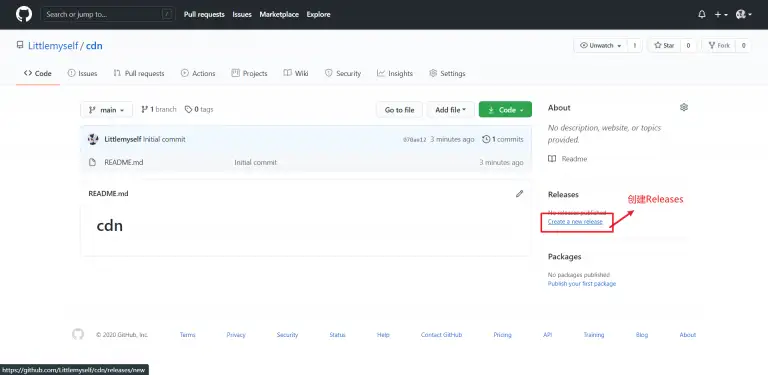 Search or jump to... /
Pull requests Issues Marketplace Explore
Littlemyself / cdn
Unwatch 1 Star 0 Fork 0
Code Issues Pull requests Actions Projects Wiki Security Insights Settings
main 1 branch 0 tags Go to file Add file Code
About
No description, website, or topics provided.
Readme
Littlemyself Initial commit 3 minutes ago 1 commits
README.md Initial commit 3 minutes ago
README.md
cdn
Releases
No releases published
Create a new release
创建Releases
Packages
No packages published
Publish your first package
© 2020 GitHub, Inc. Terms Privacy Security Status Help Contact GitHub Pricing API Training Blog About
https://github.com/Littlemyself/cdn/releases/new